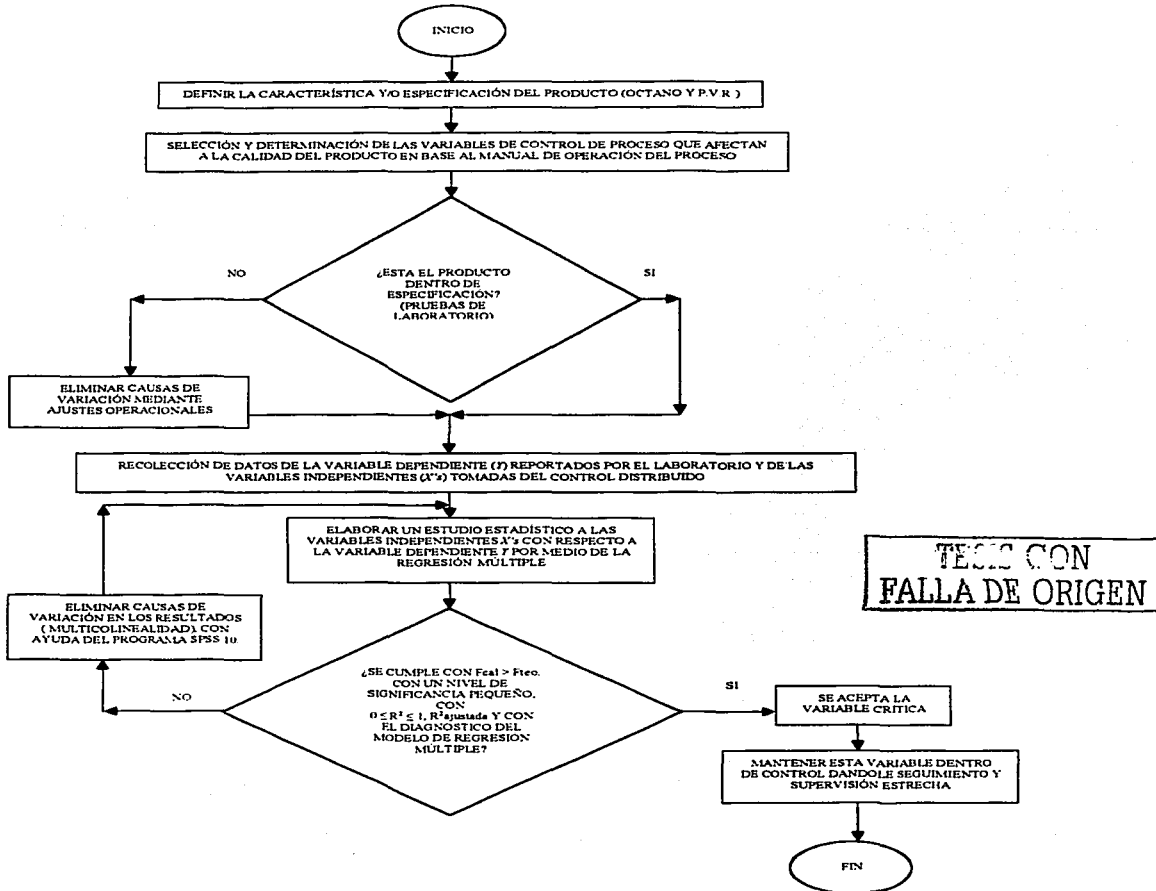 INICIO
DEFINIR LA CARACTERÍSTICA Y/O ESPECIFICACIÓN DEL PRODUCTO (OCTANO Y P.V R )
SELECCIÓN Y DETERMINACIÓN DE LAS VARIABLES DE CONTROL DE PROCESO QUE AFECTAN
A LA CALIDAD DEL PRODUCTO EN BASE AL MANUAL DE OPERACIÓN DEL PROCESO
NO
¿ESTA EL PRODUCTO
DENTRO DE
ESPECIFICACIÓN?
(PRUEBAS DE
LABORATORIO)
SI
ELIMINAR CAUSAS DE
VARIACIÓN MEDIANTE
AJUSTES OPERACIONALES
RECOLECCIÓN DE DATOS DE LA VARIABLE DEPENDIENTE (Y) REPORTADOS POR EL LABORATORIO Y DE LAS
VARIABLES INDEPENDIENTES (X's) TOMADAS DEL CONTROL DISTRIBUIDO
ELABORAR UN ESTUDIO ESTADÍSTICO A LAS
VARIABLES INDEPENDIENTES X's CON RESPECTO A
LA VARIABLE DEPENDIENTE Y POR MEDIO DE LA
REGRESIÓN MÚLTIPLE
TESIS CON
FALLA DE ORIGEN
ELIMINAR CAUSAS DE
VARIACIÓN EN LOS RESULTADOS
( MULTICOLINEALIDAD), CON
AYUDA DEL PROGRAMA SPSS 10
NO
¿SE CUMPLE CON Fcal > Fteo.
CON UN NIVEL DE
SIGNIFICANCIA PEQUEÑO,
CON
0 ≤ R² ≤ 1, R² ajustada Y CON
EL DIAGNOSTICO DEL
MODELO DE REGRESIÓN
MÚLTIPLE?
SI
SE ACEPTA LA
VARIABLE CRÍTICA
MANTENER ESTA VARIABLE DENTRO
DE CONTROL DANDOLE SEGUIMIENTO Y
SUPERVISIÓN ESTRECHA
FIN